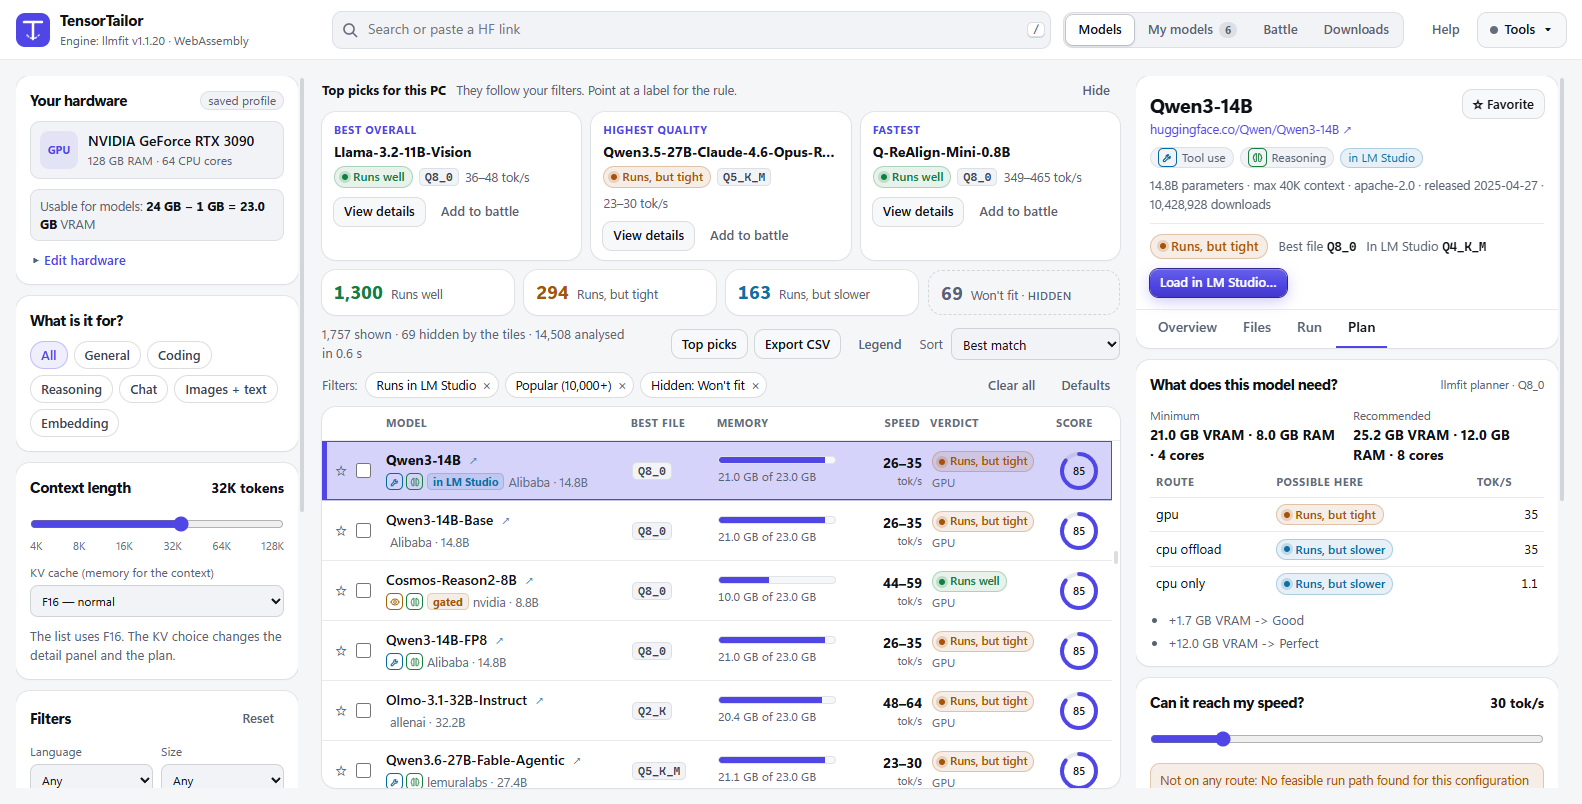 TensorTailor
Engine: llmfit v1.1.20 · WebAssembly
Search or paste a HF link
/
Models
My models 6
Battle
Downloads
Help
Tools
Your hardware
saved profile
GPU
NVIDIA GeForce RTX 3090
128 GB RAM · 64 CPU cores
Usable for models: 24 GB − 1 GB = 23.0
GB VRAM
Edit hardware
What is it for?
All
General
Coding
Reasoning
Chat
Images + text
Embedding
Context length
32K tokens
4K 8K 16K 32K 64K 128K
KV cache (memory for the context)
F16 — normal
The list uses F16. The KV choice changes the
detail panel and the plan.
Filters
Reset
Language
Size
Any
Any
Top picks for this PC They follow your filters. Point at a label for the rule.
Hide
BEST OVERALL
Llama-3.2-11B-Vision
Runs well Q8_0 36–48 tok/s
View details Add to battle
HIGHEST QUALITY
Qwen3.5-27B-Claude-4.6-Opus-R...
Runs, but tight Q5_K_M
23–30 tok/s
View details Add to battle
FASTEST
Q-ReAlign-Mini-0.8B
Runs well Q8_0 349–465 tok/s
View details Add to battle
1,300 Runs well
294 Runs, but tight
163 Runs, but slower
69 Won't fit · HIDDEN
1,757 shown · 69 hidden by the tiles · 14,508 analysed
in 0.6 s
Top picks
Export CSV
Legend
Sort
Best match
Filters: Runs in LM Studio × Popular (10,000+) × Hidden: Won't fit ×
Clear all
Defaults
MODEL BEST FILE MEMORY SPEED VERDICT SCORE
Qwen3-14B ↗
in LM Studio Alibaba · 14.8B
Q8_0
21.0 GB of 23.0 GB
26–35
tok/s
Runs, but tight
GPU
85
Qwen3-14B-Base ↗
Alibaba · 14.8B
Q8_0
21.0 GB of 23.0 GB
26–35
tok/s
Runs, but tight
GPU
85
Cosmos-Reason2-8B ↗
gated nvidia · 8.8B
Q8_0
10.0 GB of 23.0 GB
44–59
tok/s
Runs well
GPU
85
Qwen3-14B-FP8 ↗
Alibaba · 14.8B
Q8_0
21.0 GB of 23.0 GB
26–35
tok/s
Runs, but tight
GPU
85
Olmo-3.1-32B-Instruct ↗
allenai · 32.2B
Q2_K
20.4 GB of 23.0 GB
48–64
tok/s
Runs, but tight
GPU
85
Qwen3.6-27B-Fable-Agentic ↗
lemuralabs · 27.4B
Q5_K_M
21.1 GB of 23.0 GB
23–30
tok/s
Runs, but tight
GPU
85
Qwen3-14B
☆ Favorite
huggingface.co/Qwen/Qwen3-14B ↗
Tool use
Reasoning
in LM Studio
14.8B parameters · max 40K context · apache-2.0 · released 2025-04-27 ·
10,428,928 downloads
Runs, but tight Best file Q8_0 In LM Studio Q4_K_M
Load in LM Studio...
Overview Files Run Plan
What does this model need?
llmfit planner · Q8_0
Minimum
21.0 GB VRAM · 8.0 GB RAM
· 4 cores
Recommended
25.2 GB VRAM · 12.0 GB
RAM · 8 cores
ROUTE POSSIBLE HERE TOK/S
gpu Runs, but tight 35
cpu offload Runs, but slower 35
cpu only Runs, but slower 1.1
• +1.7 GB VRAM -> Good
• +12.0 GB VRAM -> Perfect
Can it reach my speed?
30 tok/s
Not on any route: No feasible run path found for this configuration